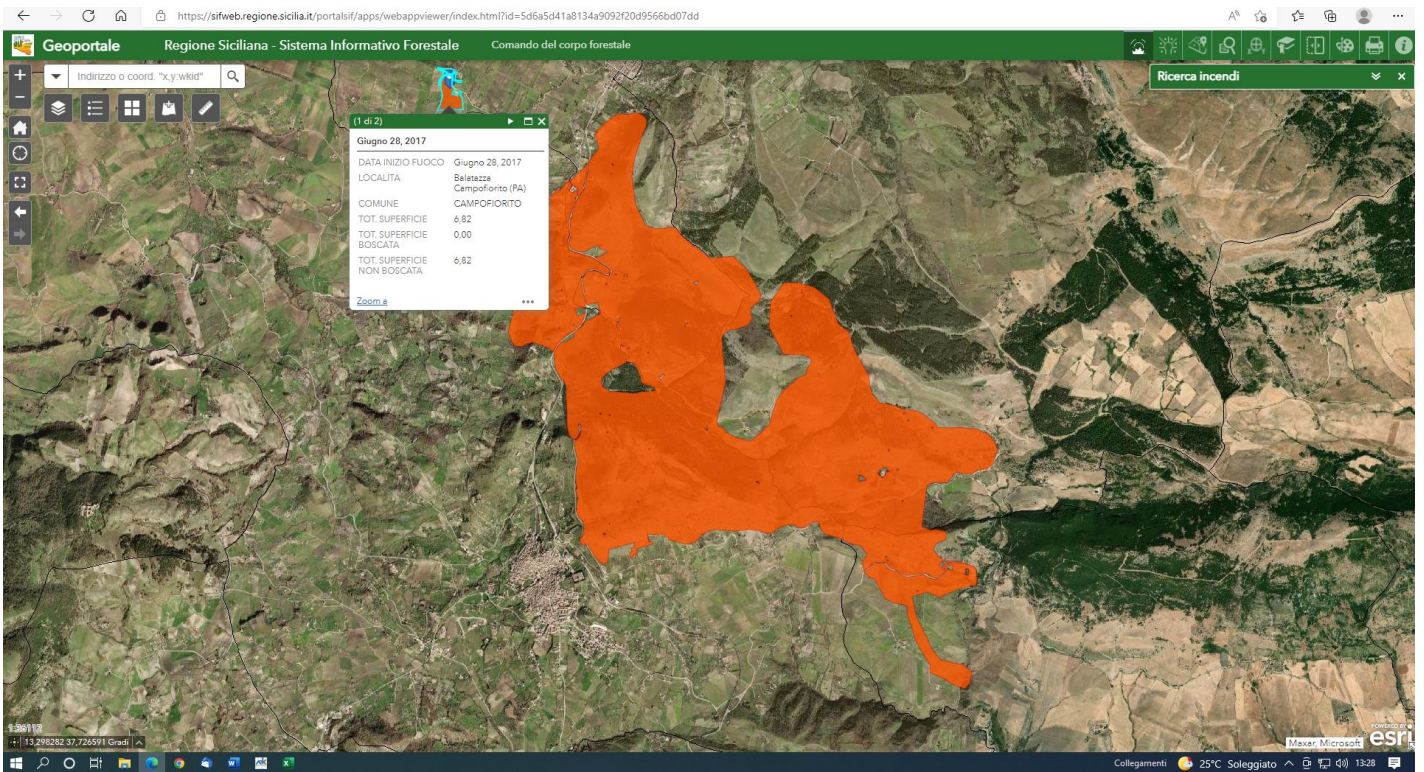 https://sifweb.regione.sicilia.it/portalsif/apps/webappviewer/index.html?id=5d6a5d41a8134a9092f20d9566bd07dd
Geoportale Regione Siciliana - Sistema Informativo Forestale Comando del corpo forestale
Indirizzo o coord. "x,y:wkid"
Ricerca incendi
(1 di 2)
Giugno 28, 2017
DATA INIZIO FUOCO Giugno 28, 2017
LOCALITA Balatazza
Campofiorito (PA)
COMUNE CAMPOFIORITO
TOT. SUPERFICIE 6,82
TOT. SUPERFICIE 0,00
BOSCATA
TOT. SUPERFICIE 6,82
NON BOSCATA
Zoom a
13,298282 37,726591 Gradi
POWERED BY
esri
Maxar, Microsoft
Collegamenti 25°C Soleggiato 13:28